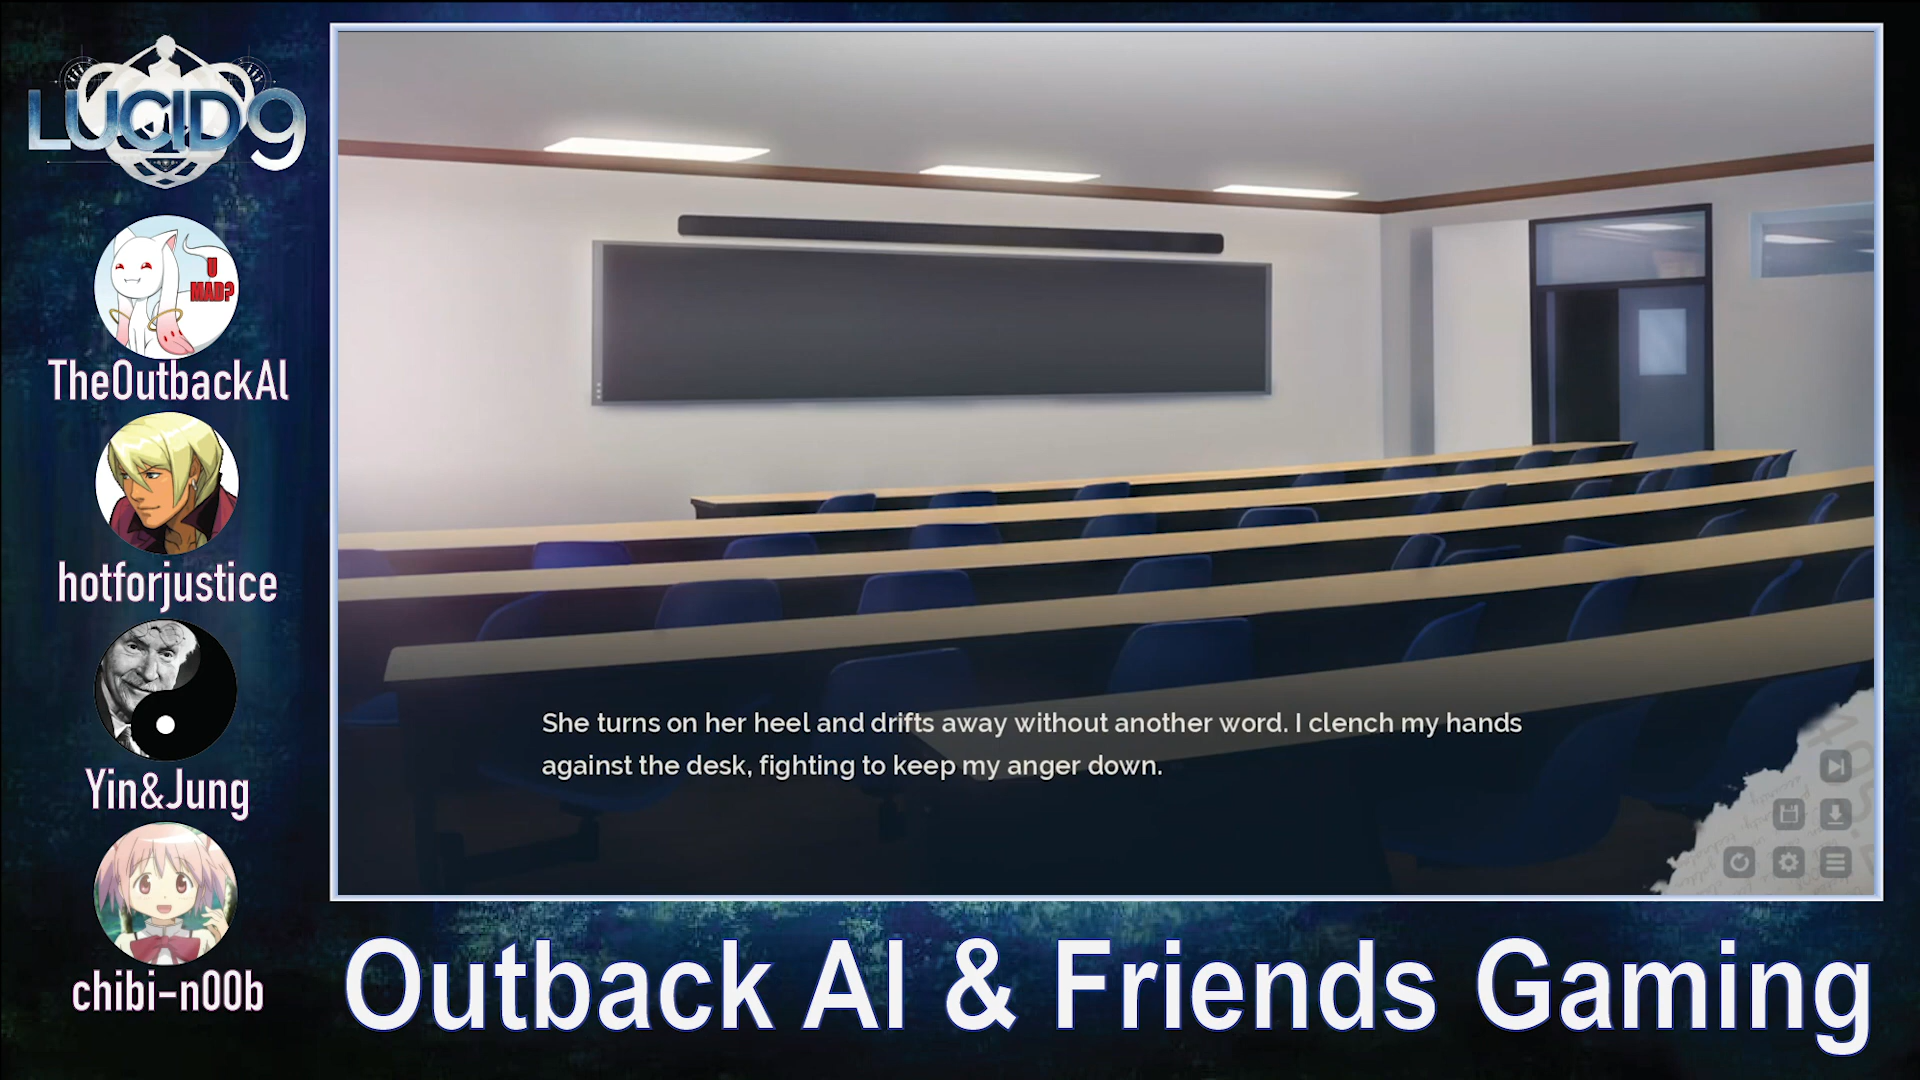 LUCID9
U
MAD?
TheOutbackAl
hotforjustice
Yin&Jung
chibi-n00b
She turns on her heel and drifts away without another word. I clench my hands
against the desk, fighting to keep my anger down.
Outback Al & Friends Gaming